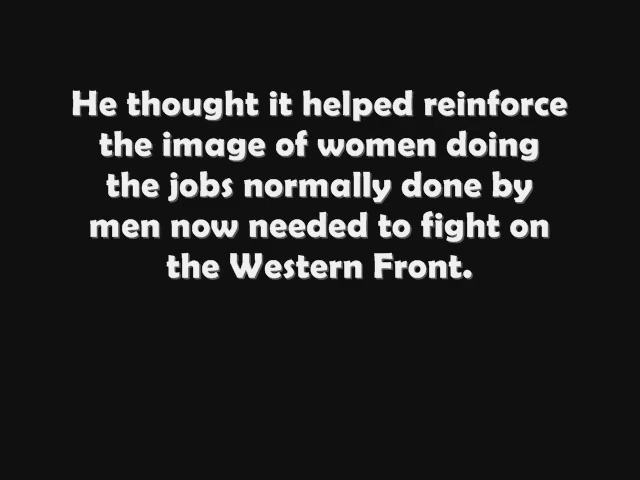 He thought it helped reinforce
the image of women doing
the jobs normally done by
men now needed to fight on
the Western Front.